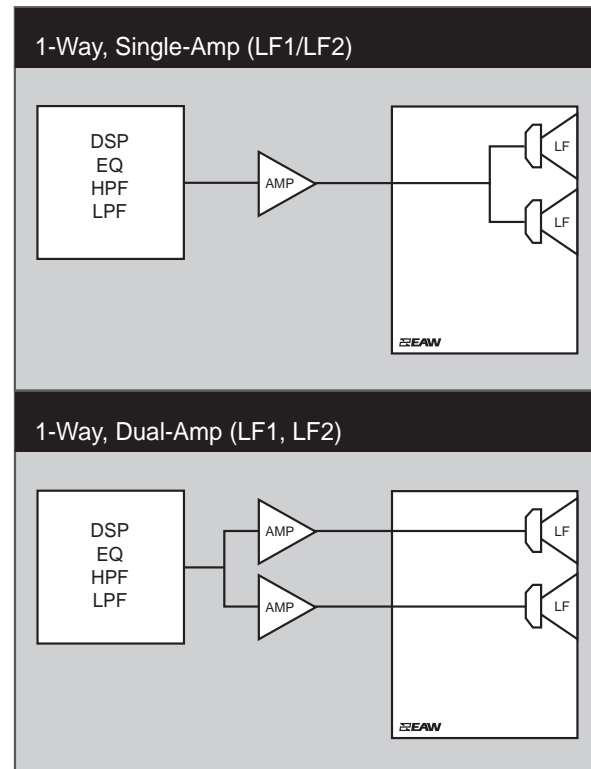 1-Way, Single-Amp (LF1/LF2)
DSP
EQ
HPF
LPF
AMP
LF
LF
EAW
1-Way, Dual-Amp (LF1, LF2)
DSP
EQ
HPF
LPF
AMP
AMP
LF
LF
EAW